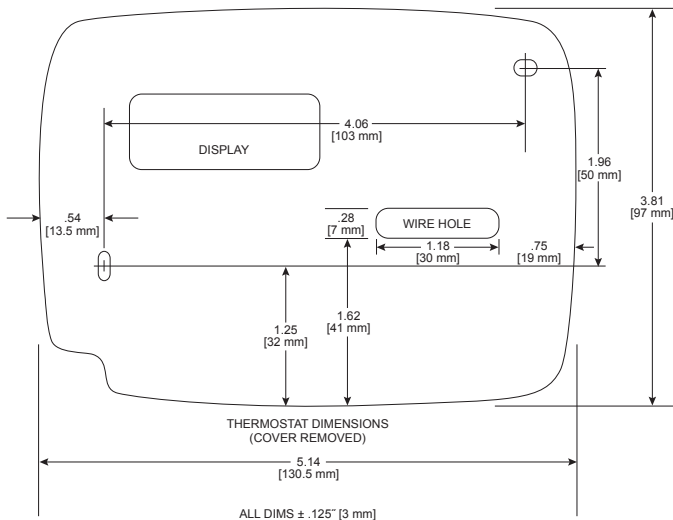 4.06
[103 mm]
DISPLAY
1.96
[50 mm]
3.81
[97 mm]
.54
[13.5 mm]
.28
[7 mm]
WIRE HOLE
1.18
[30 mm]
.75
[19 mm]
1.25
[32 mm]
1.62
[41 mm]
THERMOSTAT DIMENSIONS
(COVER REMOVED)
5.14
[130.5 mm]
ALL DIMS ± .125˝ [3 mm]